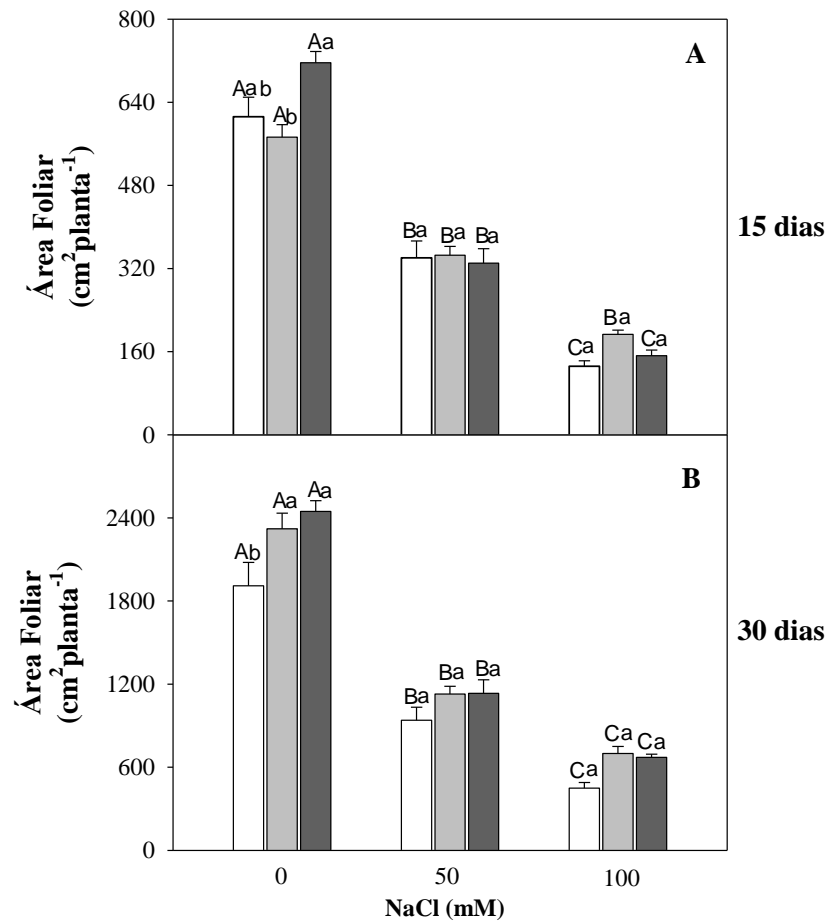 800
640
480
320
160
0
Área Foliar
(cm²planta⁻¹)
A
Aab
Ab
Aa
Ba
Ba
Ba
Ca
Ba
Ca
15 dias
2400
1800
1200
600
0
Área Foliar
(cm²planta⁻¹)
B
Ab
Aa
Aa
Ba
Ba
Ba
Ca
Ca
Ca
30 dias
0
50
100
NaCl (mM)